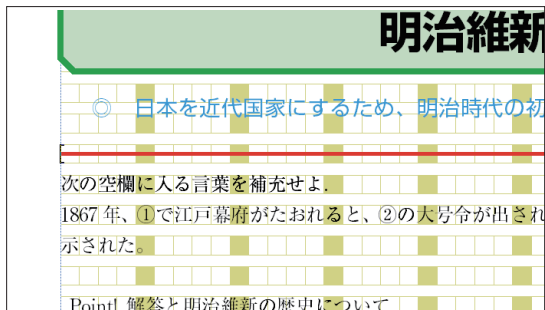 明治維新
◎ 日本を近代国家にするため、明治時代の初
次の空欄に入る言葉を補充せよ.
1867 年、①で江戸幕府がたおれると、②の大号令が出され
示された。
Point! 解答と明治維新の歴史について